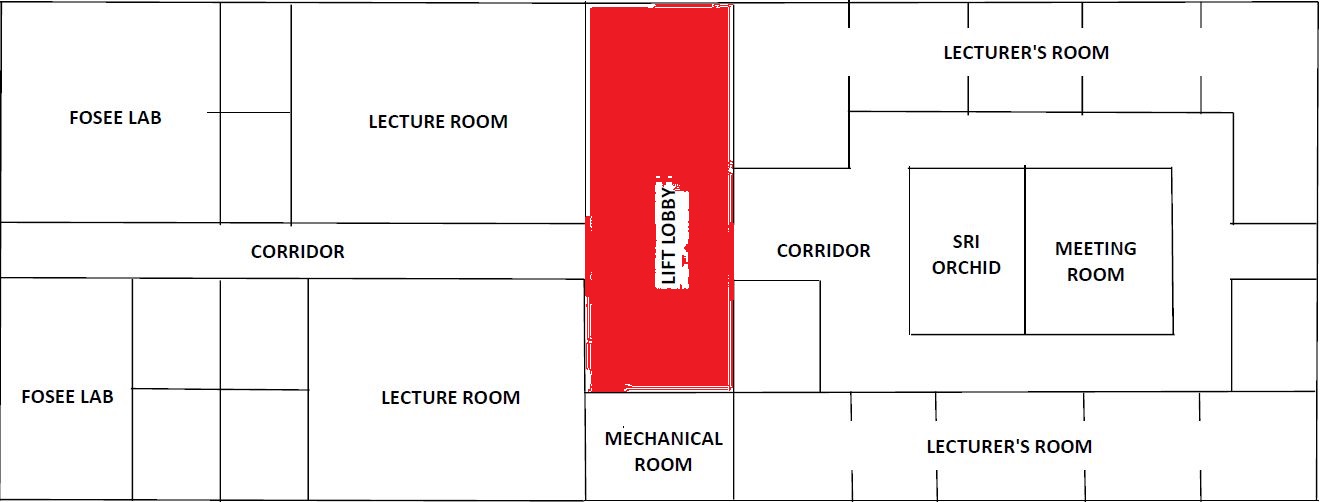 LECTURER'S ROOM
FOSEE LAB
LECTURE ROOM
LIFT LOBBY
CORRIDOR
CORRIDOR
SRI
ORCHID
MEETING
ROOM
FOSEE LAB
LECTURE ROOM
MECHANICAL
ROOM
LECTURER'S ROOM